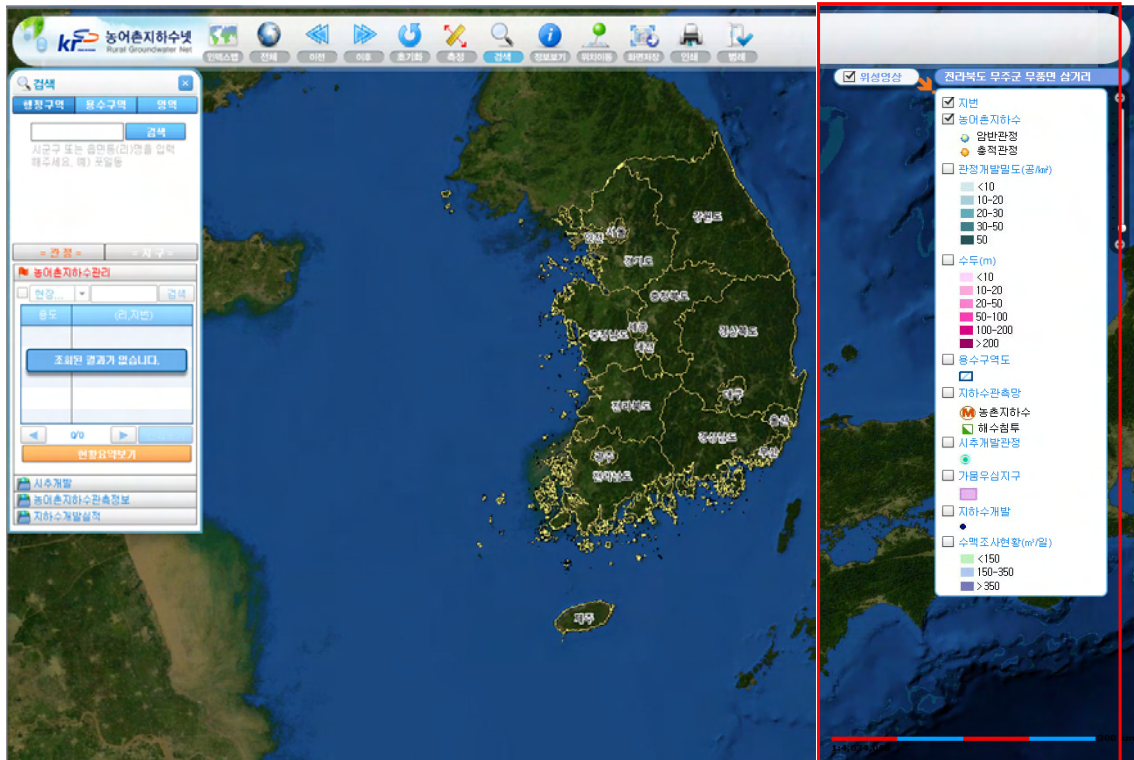 농어촌지하수넷
Rural Groundwater Net
인덱스맵 전체 이전 이후 초기화 측정 검색 정보보기 위치이동 화면저장 인쇄 범례
검색
행정구역 용수구역 영역
검색
시군구 또는 읍면동(리)명을 입력
해주세요. 예) 포일동
= 관정 = = 지구 =
농어촌지하수관리
현장... 검색
용도 (리,지번)
조회된 결과가 없습니다.
0/0
현황요약보기
시추개발
농어촌지하수관측정보
지하수개발실적
강원도
서울
인천
경기도
충청북도
충청남도
세종
대전
경상북도
전라북도
대구
울산
경상남도
부산
광주
전라남도
제주
위성영상
전라북도 무주군 무풍면 삼거리
지번
농어촌지하수
암반관정
충적관정
관정개발밀도(공/㎢)
<10
10-20
20-30
30-50
50
수두(m)
<10
10-20
20-50
50-100
100-200
>200
용수구역도
지하수관측망
M 농촌지하수
해수침투
시추개발관정
가뭄우심지구
지하수개발
수맥조사현황(m³/일)
<150
150-350
>350